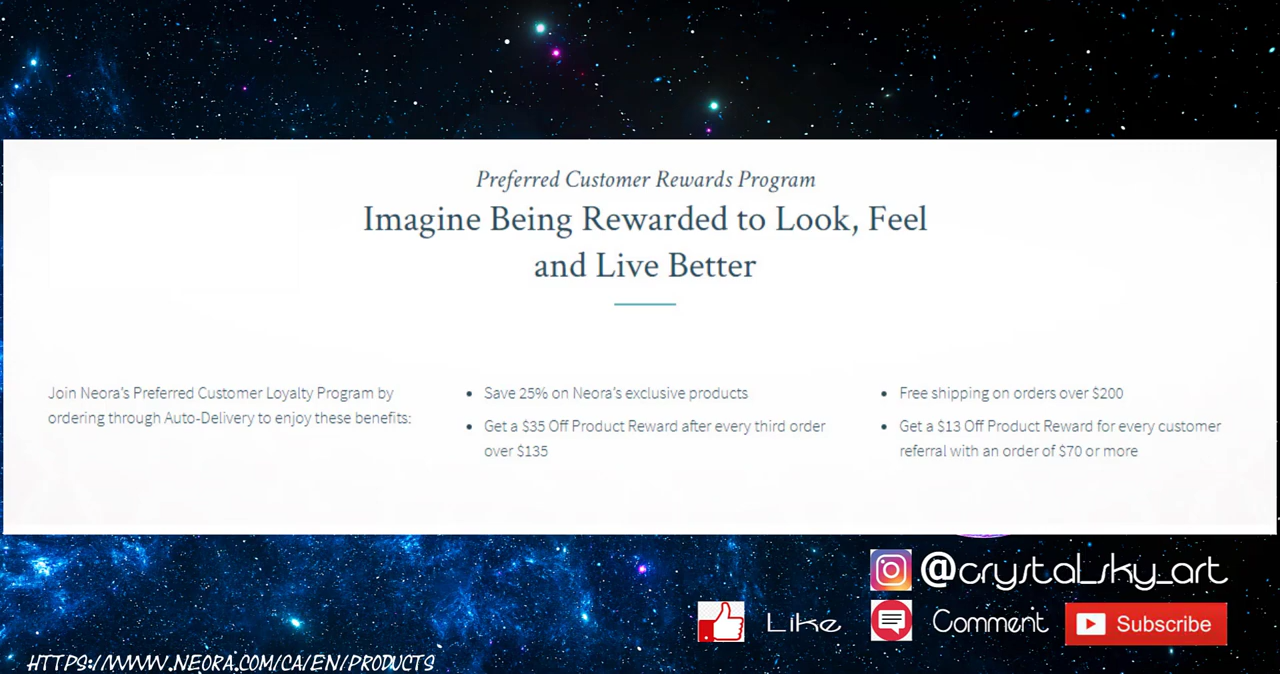 Preferred Customer Rewards Program
Imagine Being Rewarded to Look, Feel
and Live Better
Join Neora's Preferred Customer Loyalty Program by
ordering through Auto-Delivery to enjoy these benefits:
• Save 25% on Neora's exclusive products
• Get a $35 Off Product Reward after every third order
over $135
• Free shipping on orders over $200
• Get a $13 Off Product Reward for every customer
referral with an order of $70 or more
@crystal_sky_art
Like Comment Subscribe
HTTPS://WWW.NEORA.COM/CA/EN/PRODUCTS